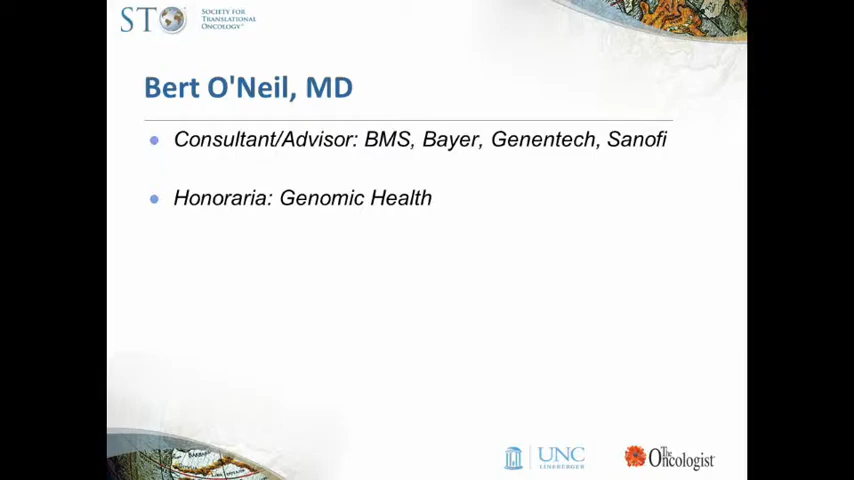 STO
SOCIETY FOR
TRANSLATIONAL
ONCOLOGY
Bert O'Neil, MD
Consultant/Advisor: BMS, Bayer, Genentech, Sanofi
Honoraria: Genomic Health
UNC
LINEBERGER
The
Oncologist